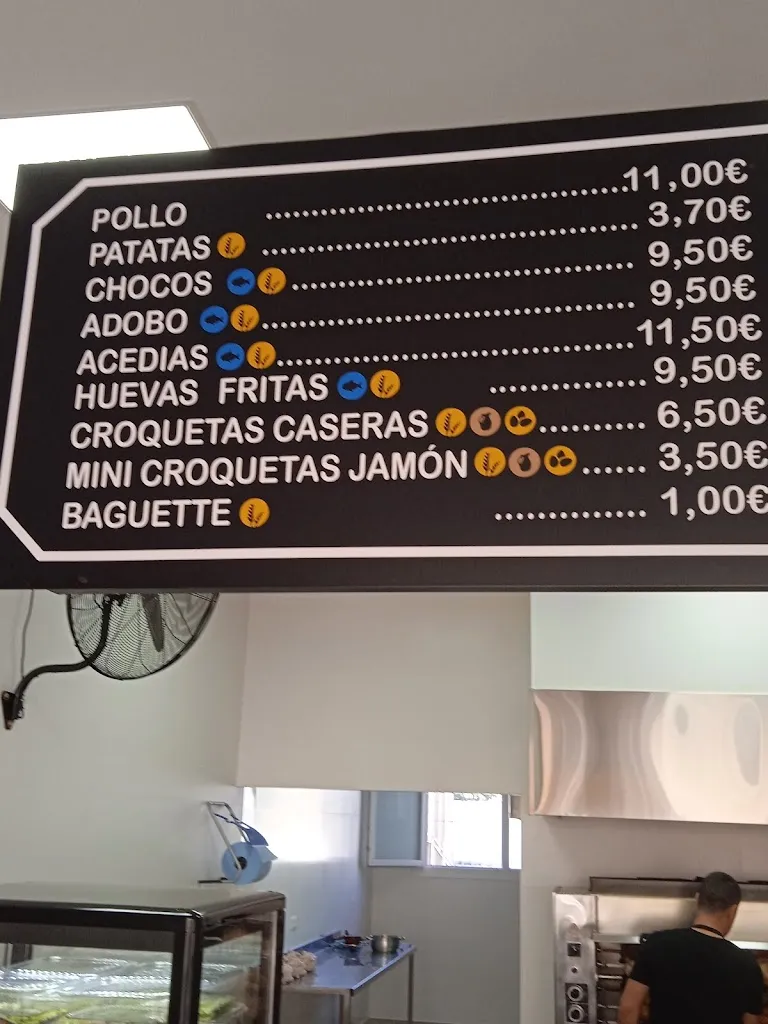 POLLO ........................................ 11,00€
PATATAS ........................................ 3,70€
CHOCOS ........................................ 9,50€
ADOBO ........................................ 9,50€
ACEDIAS ........................................ 11,50€
HUEVAS FRITAS ................ 9,50€
CROQUETAS CASERAS .......... 6,50€
MINI CROQUETAS JAMÓN ...... 3,50€
BAGUETTE ............... 1,00€